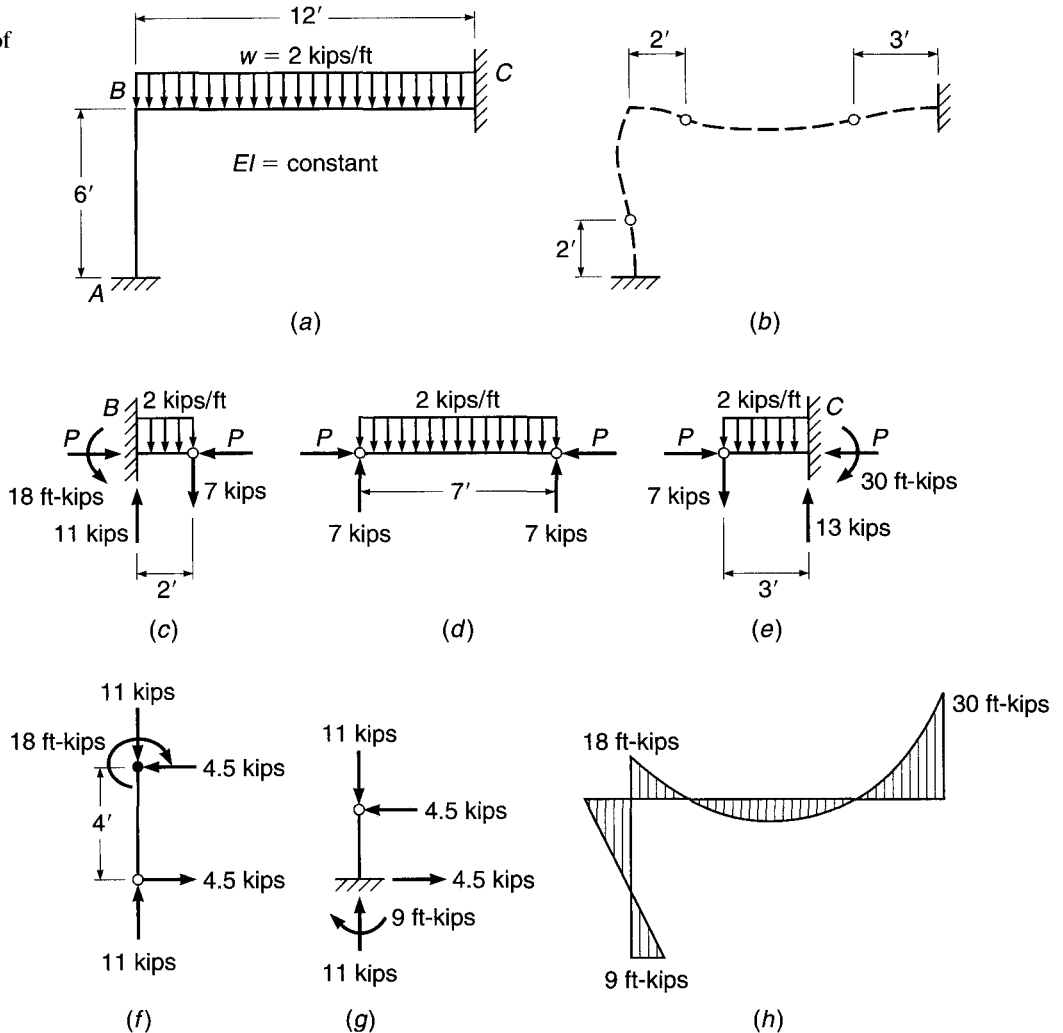 of
12′
w = 2 kips/ft
B
C
EI = constant
6′
A
(a)
2′
3′
2′
(b)
B
2 kips/ft
P
P
18 ft-kips
7 kips
11 kips
2′
(c)
2 kips/ft
P
P
7′
7 kips
7 kips
(d)
2 kips/ft
C
P
P
30 ft-kips
7 kips
13 kips
3′
(e)
11 kips
18 ft-kips
4.5 kips
4′
4.5 kips
11 kips
(f)
11 kips
4.5 kips
4.5 kips
9 ft-kips
11 kips
(g)
30 ft-kips
18 ft-kips
9 ft-kips
(h)